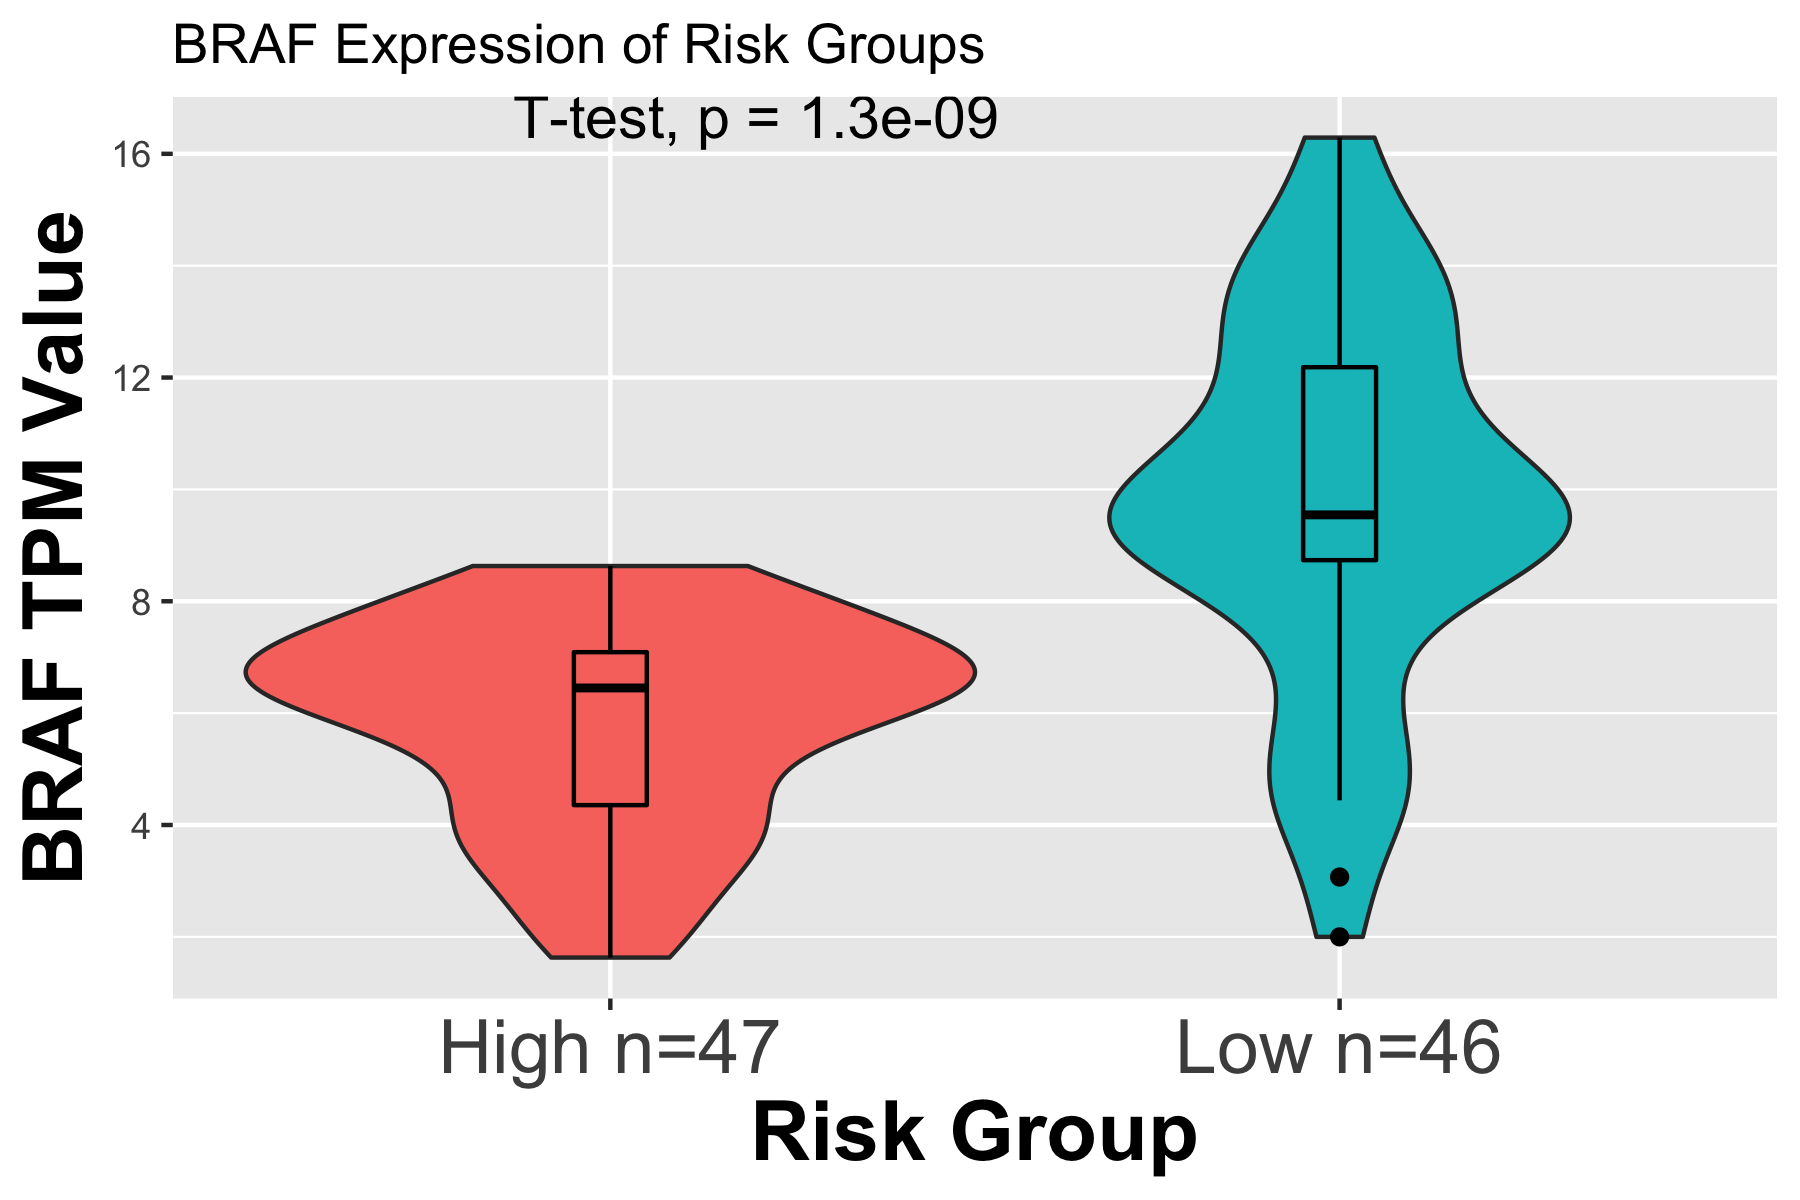 BRAF Expression of Risk Groups
T-test, p = 1.3e-09
BRAF TPM Value
16
12
8
4
High n=47
Low n=46
Risk Group